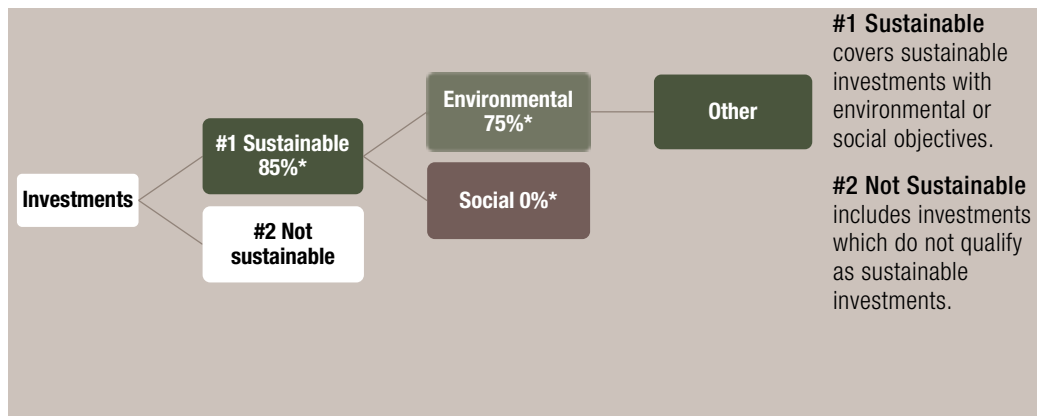 Investments
#1 Sustainable
85%*
#2 Not
sustainable
Environmental
75%*
Social 0%*
Other
#1 Sustainable
covers sustainable
investments with
environmental or
social objectives.
#2 Not Sustainable
includes investments
which do not qualify
as sustainable
investments.